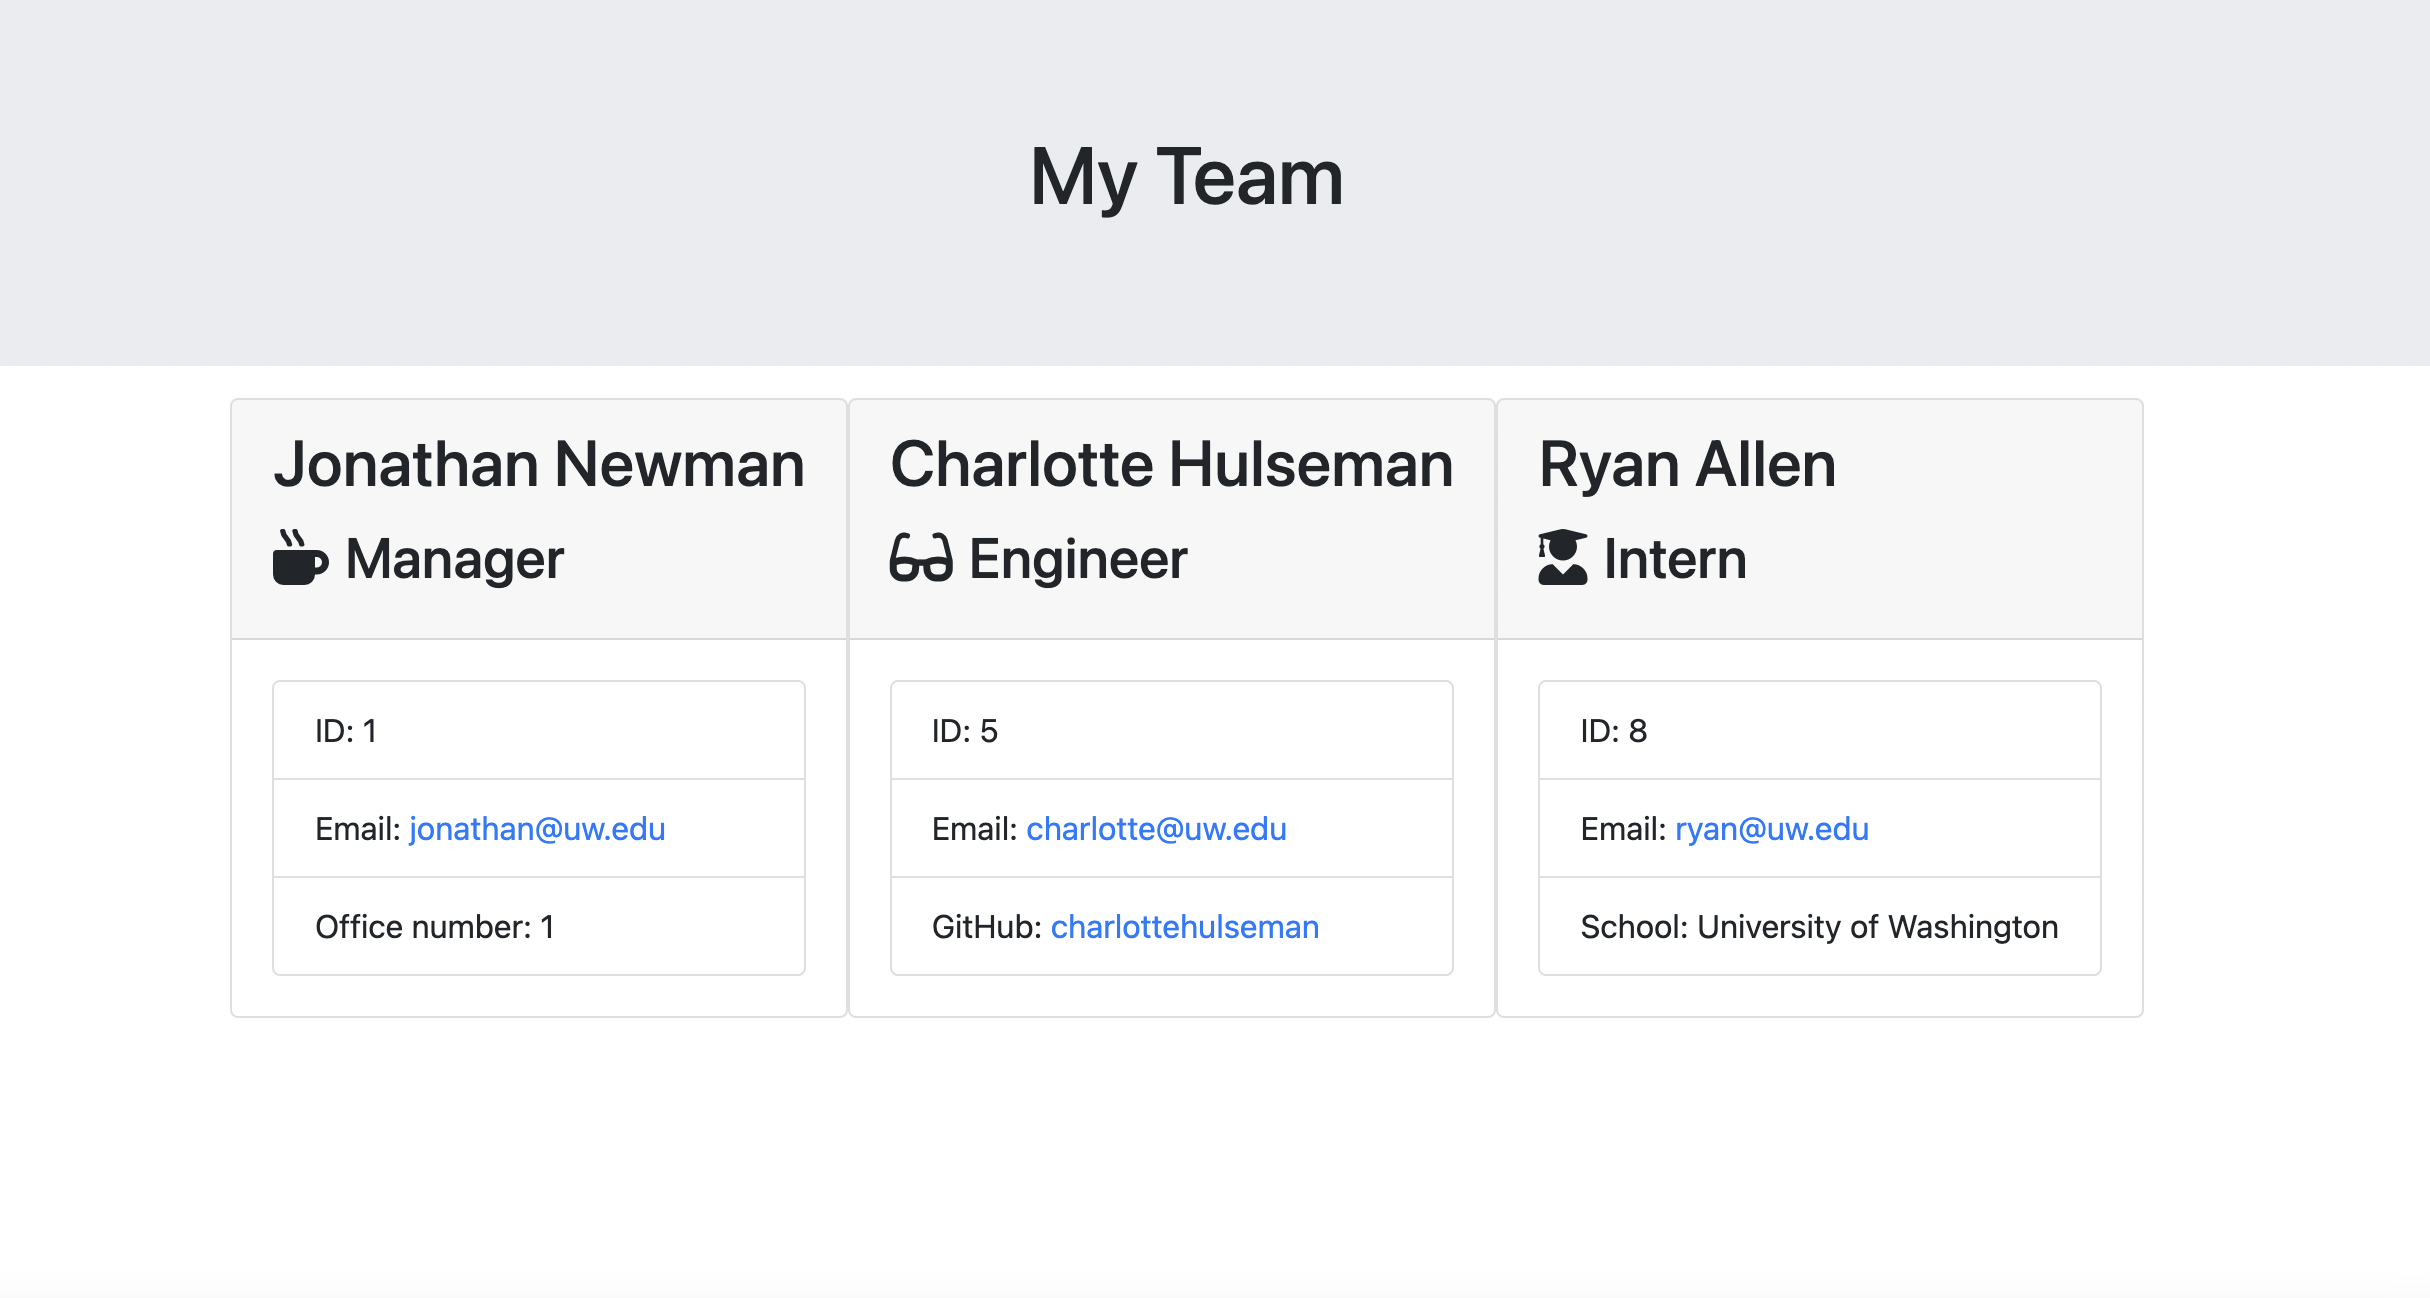 My Team
Jonathan Newman
Manager
ID: 1
Email: jonathan@uw.edu
Office number: 1
Charlotte Hulseman
Engineer
ID: 5
Email: charlotte@uw.edu
GitHub: charlottehulseman
Ryan Allen
Intern
ID: 8
Email: ryan@uw.edu
School: University of Washington